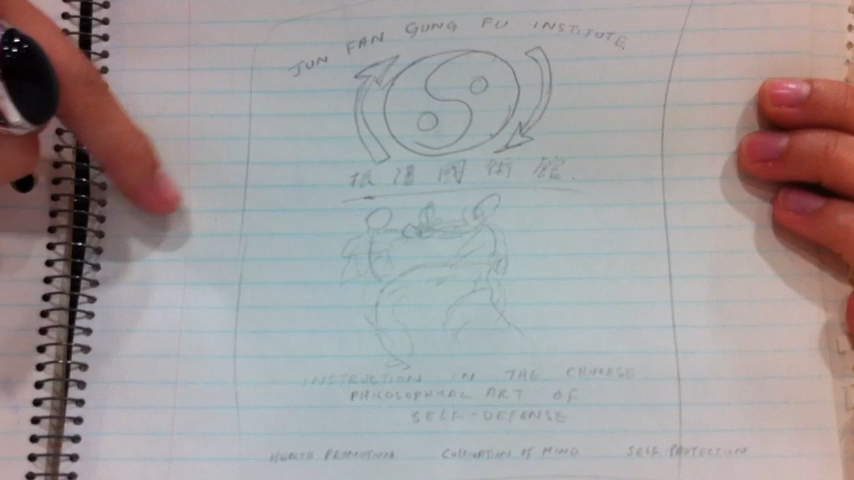 JUN FAN GUNG FU INSTITUTE
振藩國術館.
INSTRUCTION IN THE CHINESE
PHILOSOPHICAL ART OF
SELF-DEFENSE
HEALTH PROMOTION CULTIVATION OF MIND SELF PROTECTION